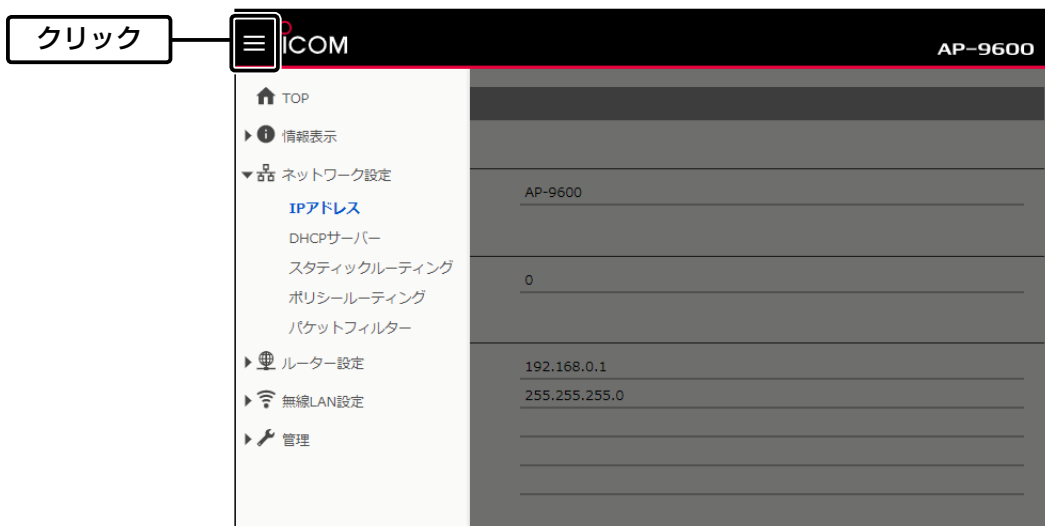 クリック
ICOM
AP-9600
TOP
情報表示
ネットワーク設定
IPアドレス
DHCPサーバー
スタティックルーティング
ポリシールーティング
パケットフィルター
ルーター設定
無線LAN設定
管理
AP-9600
0
192.168.0.1
255.255.255.0